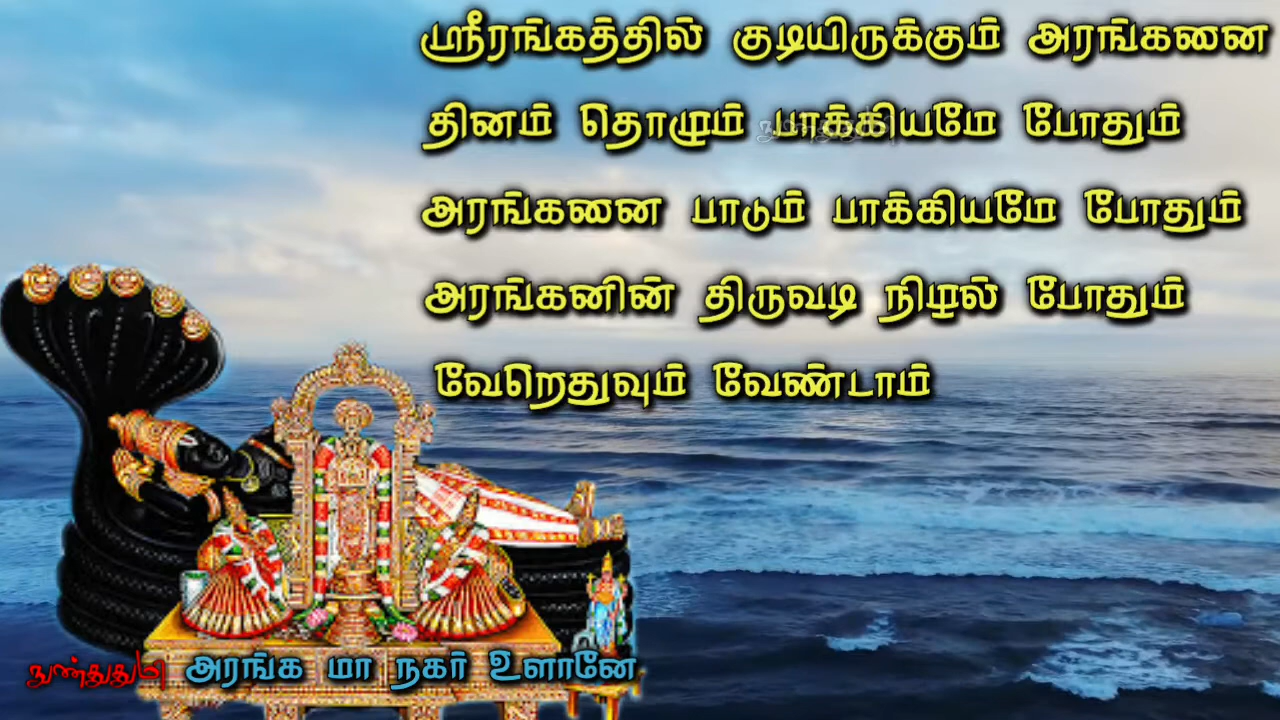 ஸ்ரீரங்கத்தில் குடியிருக்கும் அரங்கனை
தினம் தொழும் பாக்கியமே போதும்
அரங்கனை பாடும் பாக்கியமே போதும்
அரங்கனின் திருவடி நிழல் போதும்
வேறெதுவும் வேண்டாம்
துண்துதுமி அரங்க மா நகர் உளானே